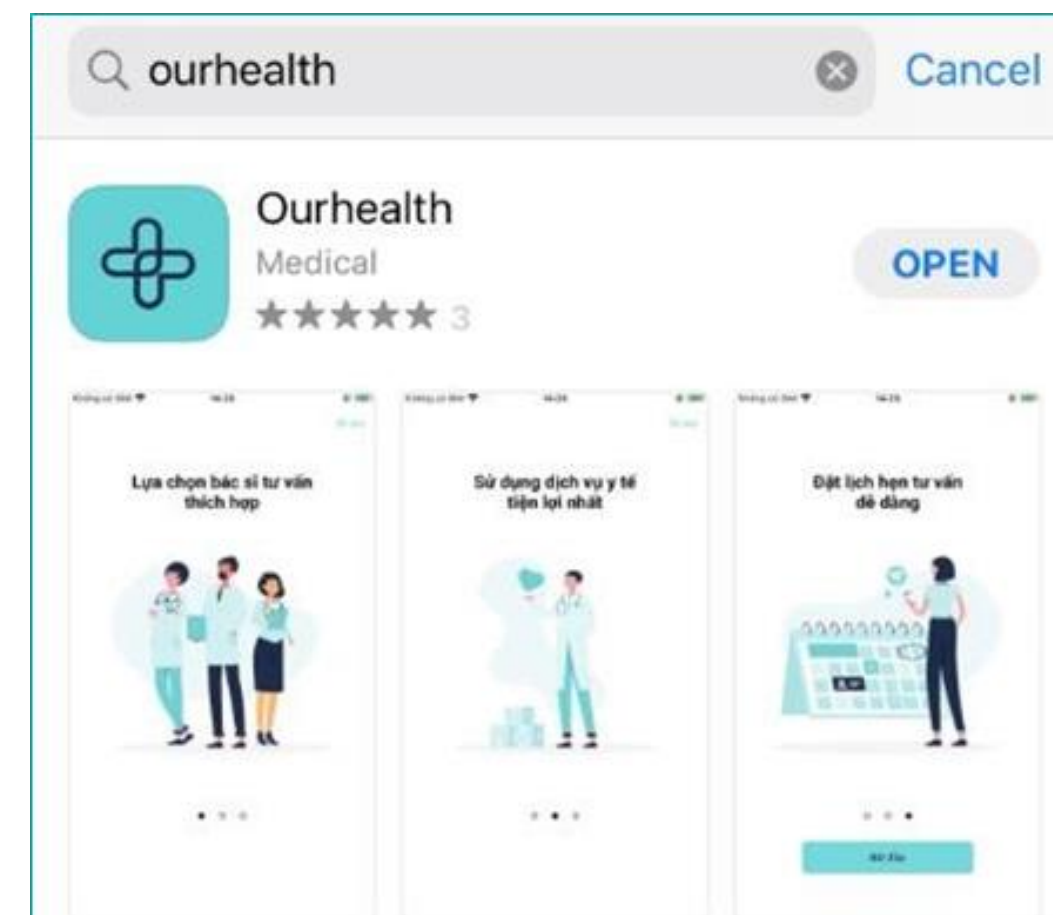 ourhealth
Cancel
Ourhealth
Medical
OPEN
3
Lựa chọn bác sĩ tư vấn
thích hợp
Sử dụng dịch vụ y tế
tiện lợi nhất
Đặt lịch hẹn tư vấn
dễ dàng